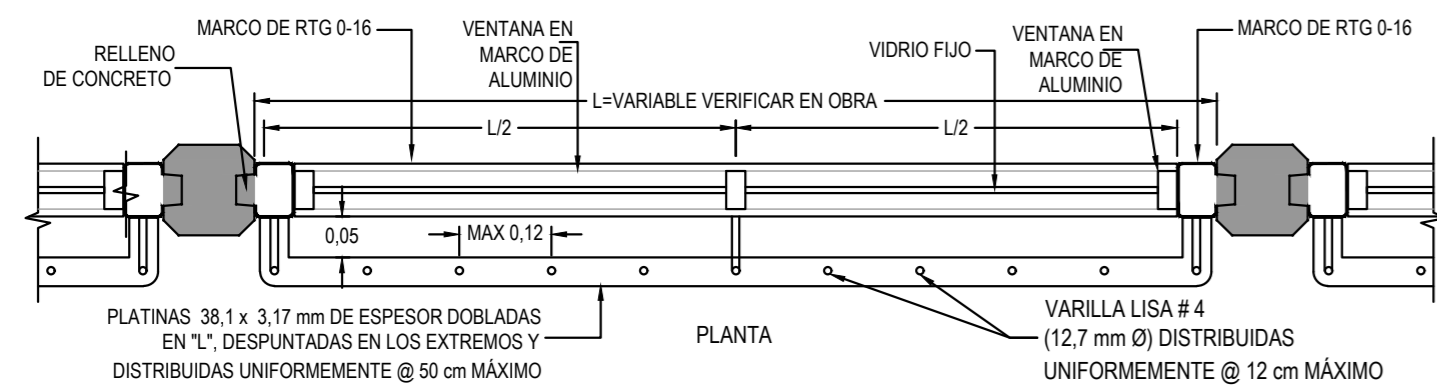 MARCO DE RTG 0-16
VENTANA EN
MARCO DE
ALUMINIO
VIDRIO FIJO
VENTANA EN
MARCO DE
ALUMINIO
MARCO DE RTG 0-16
RELLENO
DE CONCRETO
L=VARIABLE VERIFICAR EN OBRA
L/2
L/2
0,05
MAX 0,12
PLATINAS 38,1 x 3,17 mm DE ESPESOR DOBLADAS
EN "L", DESPUNTADAS EN LOS EXTREMOS Y
DISTRIBUIDAS UNIFORMEMENTE @ 50 cm MÁXIMO
PLANTA
VARILLA LISA # 4
(12,7 mm Ø) DISTRIBUIDAS
UNIFORMEMENTE @ 12 cm MÁXIMO